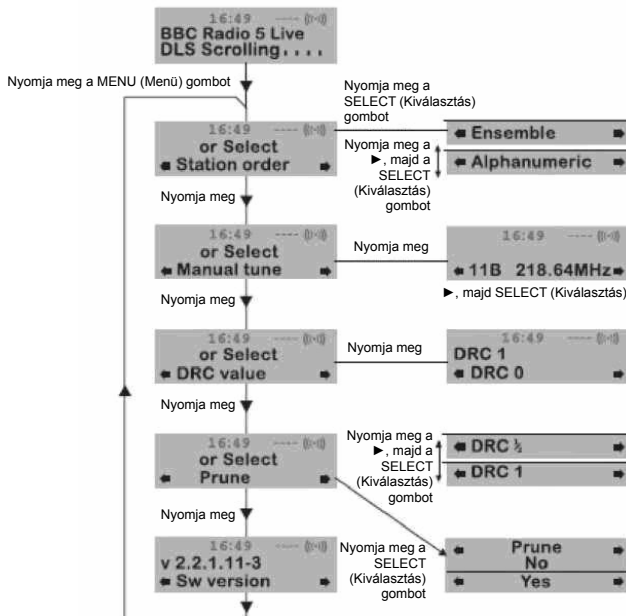 16:49 ----
BBC Radio 5 Live
DLS Scrolling....
Nyomja meg a MENU (Menü) gombot
Nyomja meg a
SELECT (Kiválasztás)
gombot
16:49 ----
or Select
Station order
Ensemble
Nyomja meg a
►, majd a
SELECT
(Kiválasztás)
gombot
Alphanumeric
Nyomja meg
16:49 ----
or Select
Manual tune
Nyomja meg
16:49 ----
11B 218.64MHz
►, majd SELECT (Kiválasztás)
Nyomja meg
16:49 ----
or Select
DRC value
Nyomja meg
16:49 ----
DRC 1
DRC 0
Nyomja meg
16:49 ----
or Select
Prune
Nyomja meg a
►, majd a
SELECT
(Kiválasztás)
gombot
DRC ½
DRC 1
Nyomja meg
16:49 ----
v 2.2.1.11-3
Sw version
Nyomja meg a
SELECT
(Kiválasztás)
gombot
Prune
No
Yes